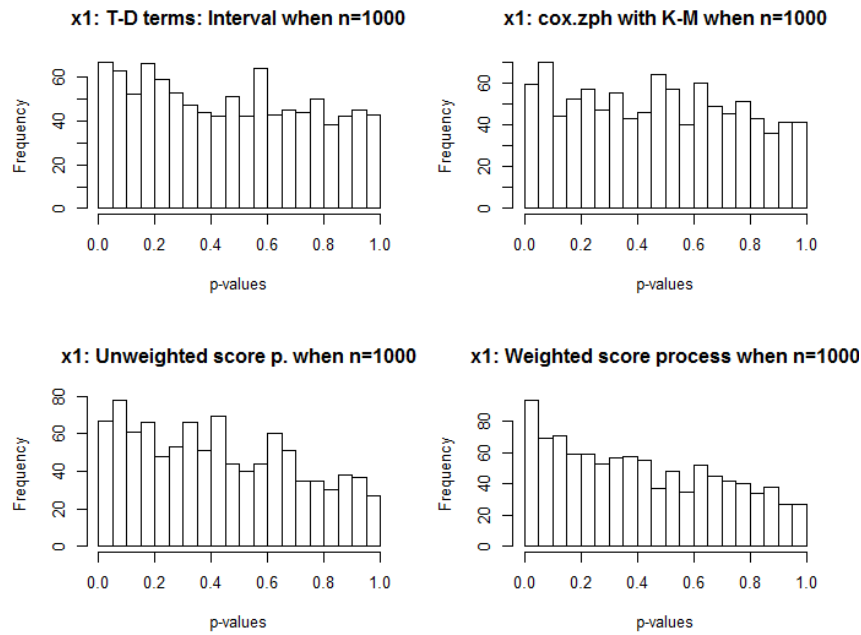 x1: T-D terms: Interval when n=1000
Frequency
0 20 40 60
0.0 0.2 0.4 0.6 0.8 1.0
p-values
x1: cox.zph with K-M when n=1000
Frequency
0 20 40 60
0.0 0.2 0.4 0.6 0.8 1.0
p-values
x1: Unweighted score p. when n=1000
Frequency
0 20 40 60 80
0.0 0.2 0.4 0.6 0.8 1.0
p-values
x1: Weighted score process when n=1000
Frequency
0 20 40 60 80
0.0 0.2 0.4 0.6 0.8 1.0
p-values